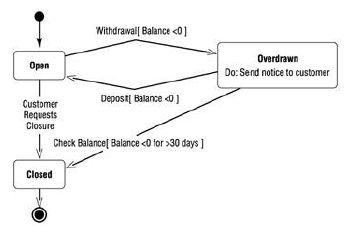 Withdrawal[ Balance <0 ]
Overdrawn
Do: Send notice to customer
Open
Deposit[ Balance <0 ]
Customer
Requests
Closure
Check Balance[ Balance <0 for >30 days ]
Closed